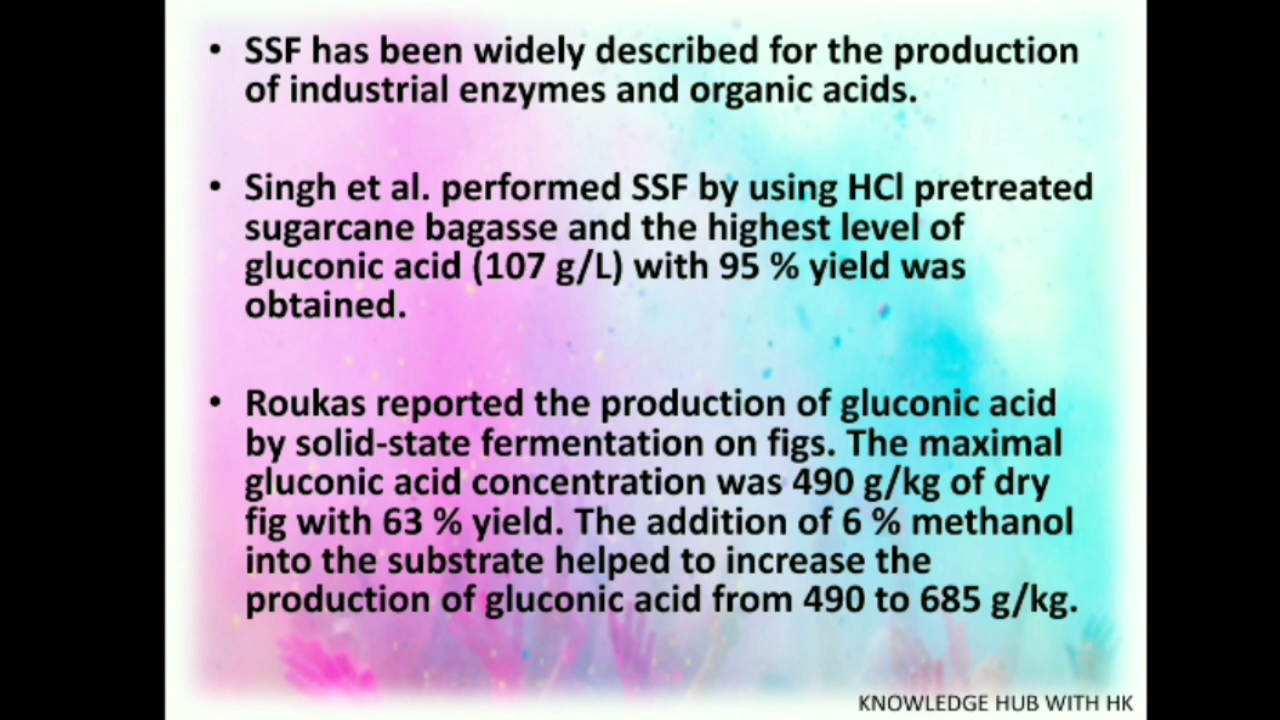 • SSF has been widely described for the production
of industrial enzymes and organic acids.
• Singh et al. performed SSF by using HCl pretreated
sugarcane bagasse and the highest level of
gluconic acid (107 g/L) with 95 % yield was
obtained.
• Roukas reported the production of gluconic acid
by solid-state fermentation on figs. The maximal
gluconic acid concentration was 490 g/kg of dry
fig with 63 % yield. The addition of 6 % methanol
into the substrate helped to increase the
production of gluconic acid from 490 to 685 g/kg.
KNOWLEDGE HUB WITH HK